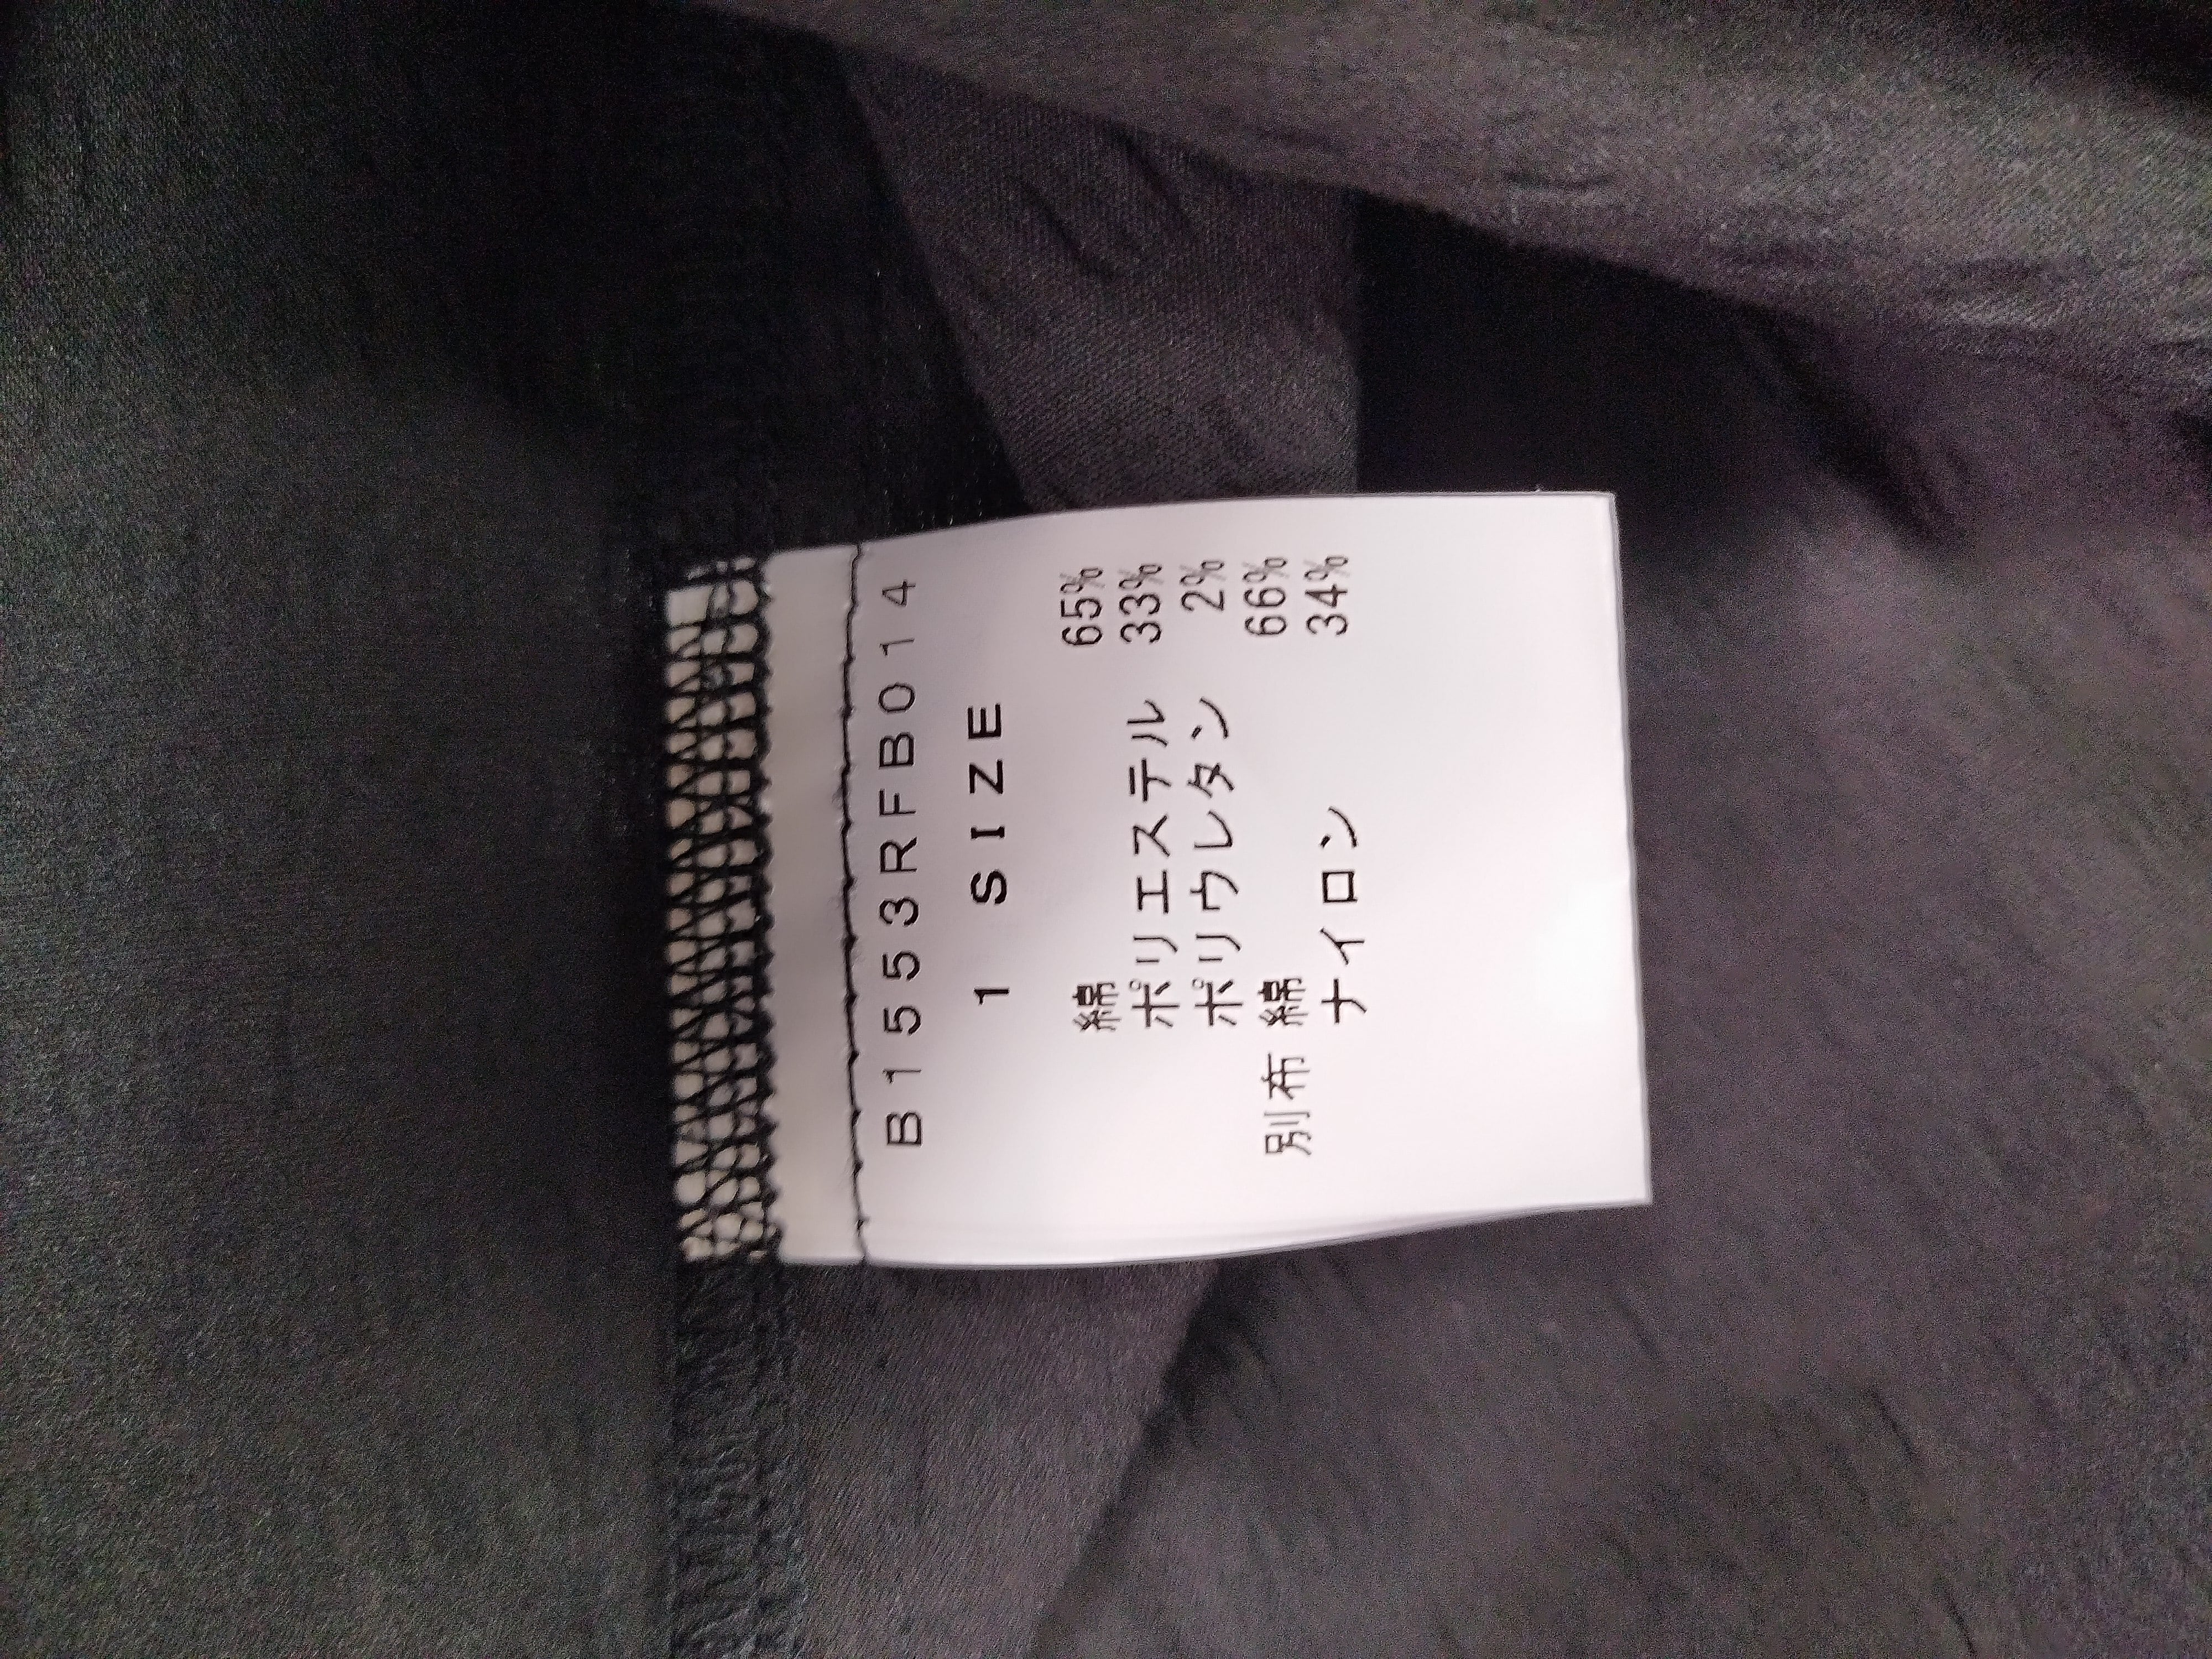 B1553RFB014
1 SIZE
綿 65%
ポリエステル 33%
ポリウレタン 2%
別布 綿 66%
ナイロン 34%